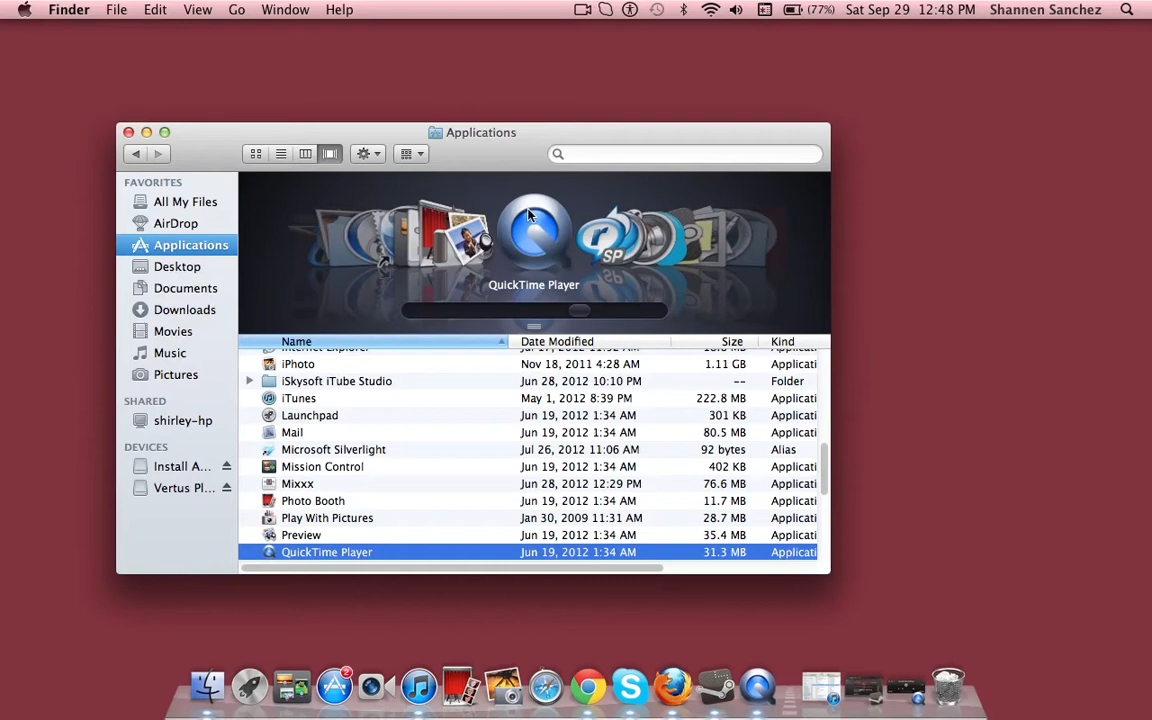 Finder File Edit View Go Window Help (77%) Sat Sep 29 12:48 PM Shannen Sanchez
Applications
FAVORITES
All My Files
AirDrop
Applications
Desktop
Documents
Downloads
Movies
Music
Pictures
SHARED
shirley-hp
DEVICES
Install A...
Vertus Pl...
SP
QuickTime Player
Name Date Modified Size Kind
iPhoto Nov 18, 2011 4:28 AM 1.11 GB Applicati
iSkysoft iTube Studio Jun 28, 2012 10:10 PM -- Folder
iTunes May 1, 2012 8:39 PM 222.8 MB Applicati
Launchpad Jun 19, 2012 1:34 AM 301 KB Applicati
Mail Jun 19, 2012 1:34 AM 80.5 MB Applicati
Microsoft Silverlight Jul 26, 2012 11:06 AM 92 bytes Alias
Mission Control Jun 19, 2012 1:34 AM 402 KB Applicati
Mixxx Jun 28, 2012 12:29 PM 76.6 MB Applicati
Photo Booth Jun 19, 2012 1:34 AM 11.7 MB Applicati
Play With Pictures Jan 30, 2009 11:31 AM 28.7 MB Applicati
Preview Jun 19, 2012 1:34 AM 35.4 MB Applicati
QuickTime Player Jun 19, 2012 1:34 AM 31.3 MB Applicati
2